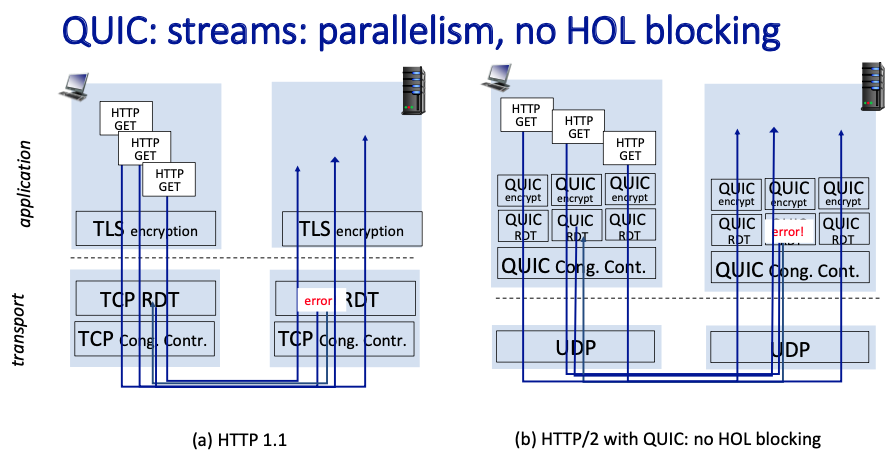 QUIC: streams: parallelism, no HOL blocking
application
transport
HTTP
GET
HTTP
GET
HTTP
GET
TLS encryption
TLS encryption
TCP RDT
error
RDT
TCP Cong. Contr.
TCP Cong. Contr.
(a) HTTP 1.1
HTTP
GET
HTTP
GET
HTTP
GET
QUIC
encrypt
QUIC
encrypt
QUIC
encrypt
QUIC
RDT
QUIC
RDT
QUIC
RDT
QUIC Cong. Cont.
QUIC
encrypt
QUIC
encrypt
QUIC
encrypt
QUIC
RDT
error!
QUIC
RDT
QUIC Cong. Cont.
UDP
UDP
(b) HTTP/2 with QUIC: no HOL blocking